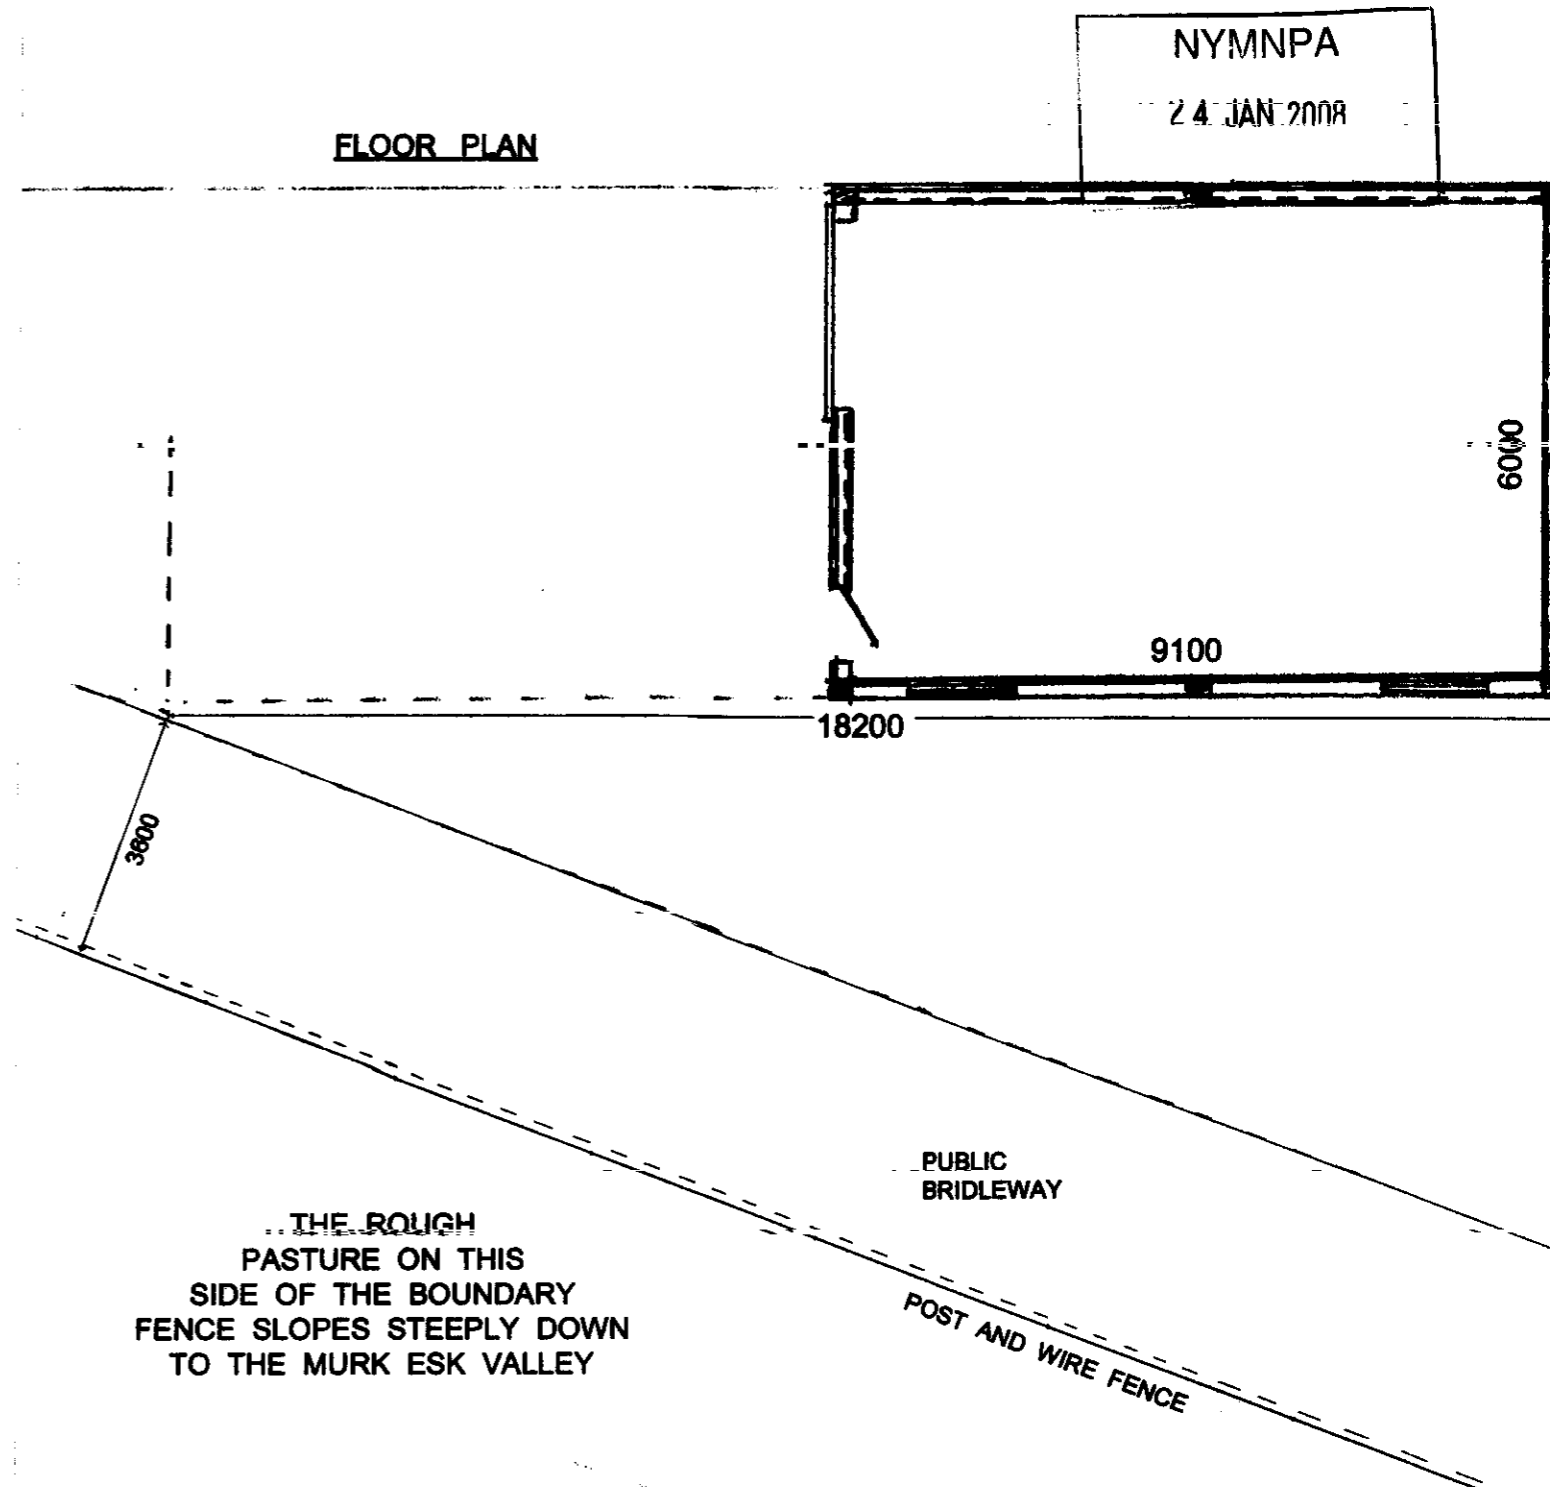 NYMNPA
24 JAN 2008
FLOOR PLAN
6000
9100
18200
3600
PUBLIC
BRIDLEWAY
THE ROUGH
PASTURE ON THIS
SIDE OF THE BOUNDARY
FENCE SLOPES STEEPLY DOWN
TO THE MURK ESK VALLEY
POST AND WIRE FENCE